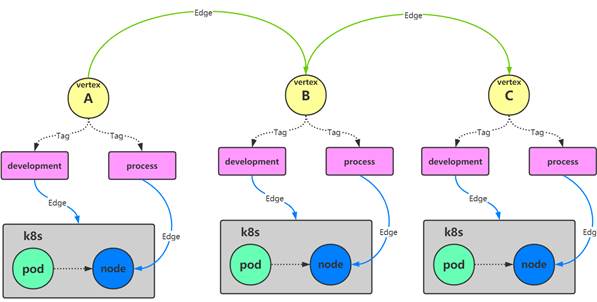 Edge
Edge
vertex
A
vertex
B
vertex
C
Tag
Tag
Tag
Tag
Tag
Tag
development
process
development
process
development
process
Edge
Edge
Edge
Edge
Edge
Edge
k8s
pod
node
k8s
pod
node
k8s
pod
node